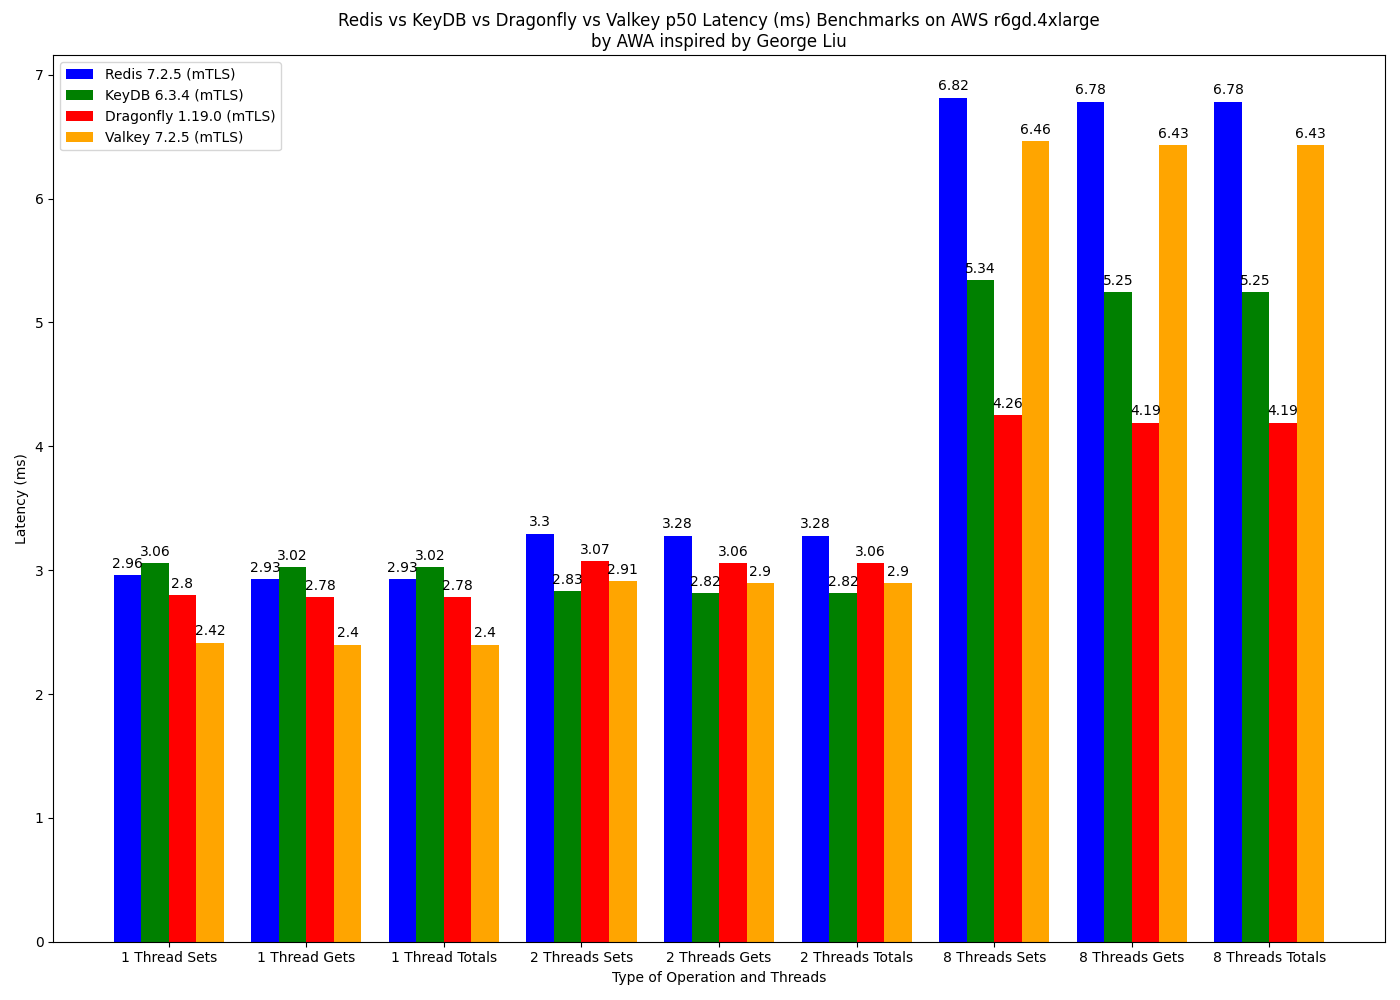 Redis vs KeyDB vs Dragonfly vs Valkey p50 Latency (ms) Benchmarks on AWS r6gd.4xlarge
by AWA inspired by George Liu
Redis 7.2.5 (mTLS)
KeyDB 6.3.4 (mTLS)
Dragonfly 1.19.0 (mTLS)
Valkey 7.2.5 (mTLS)
Latency (ms)
7
6
5
4
3
2
1
0
2.96 3.06 2.8 2.42
2.93 3.02 2.78 2.4
2.93 3.02 2.78 2.4
3.3 2.83 3.07 2.91
3.28 2.82 3.06 2.9
3.28 2.82 3.06 2.9
6.82 5.34 4.26 6.46
6.78 5.25 4.19 6.43
6.78 5.25 4.19 6.43
1 Thread Sets 1 Thread Gets 1 Thread Totals 2 Threads Sets 2 Threads Gets 2 Threads Totals 8 Threads Sets 8 Threads Gets 8 Threads Totals
Type of Operation and Threads